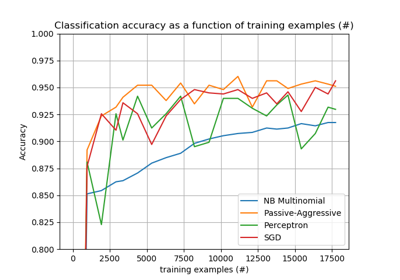 Classification accuracy as a function of training examples (#)
1.000
0.975
0.950
0.925
0.900
0.875
0.850
0.825
0.800
Accuracy
NB Multinomial
Passive-Aggressive
Perceptron
SGD
0 2500 5000 7500 10000 12500 15000 17500
training examples (#)